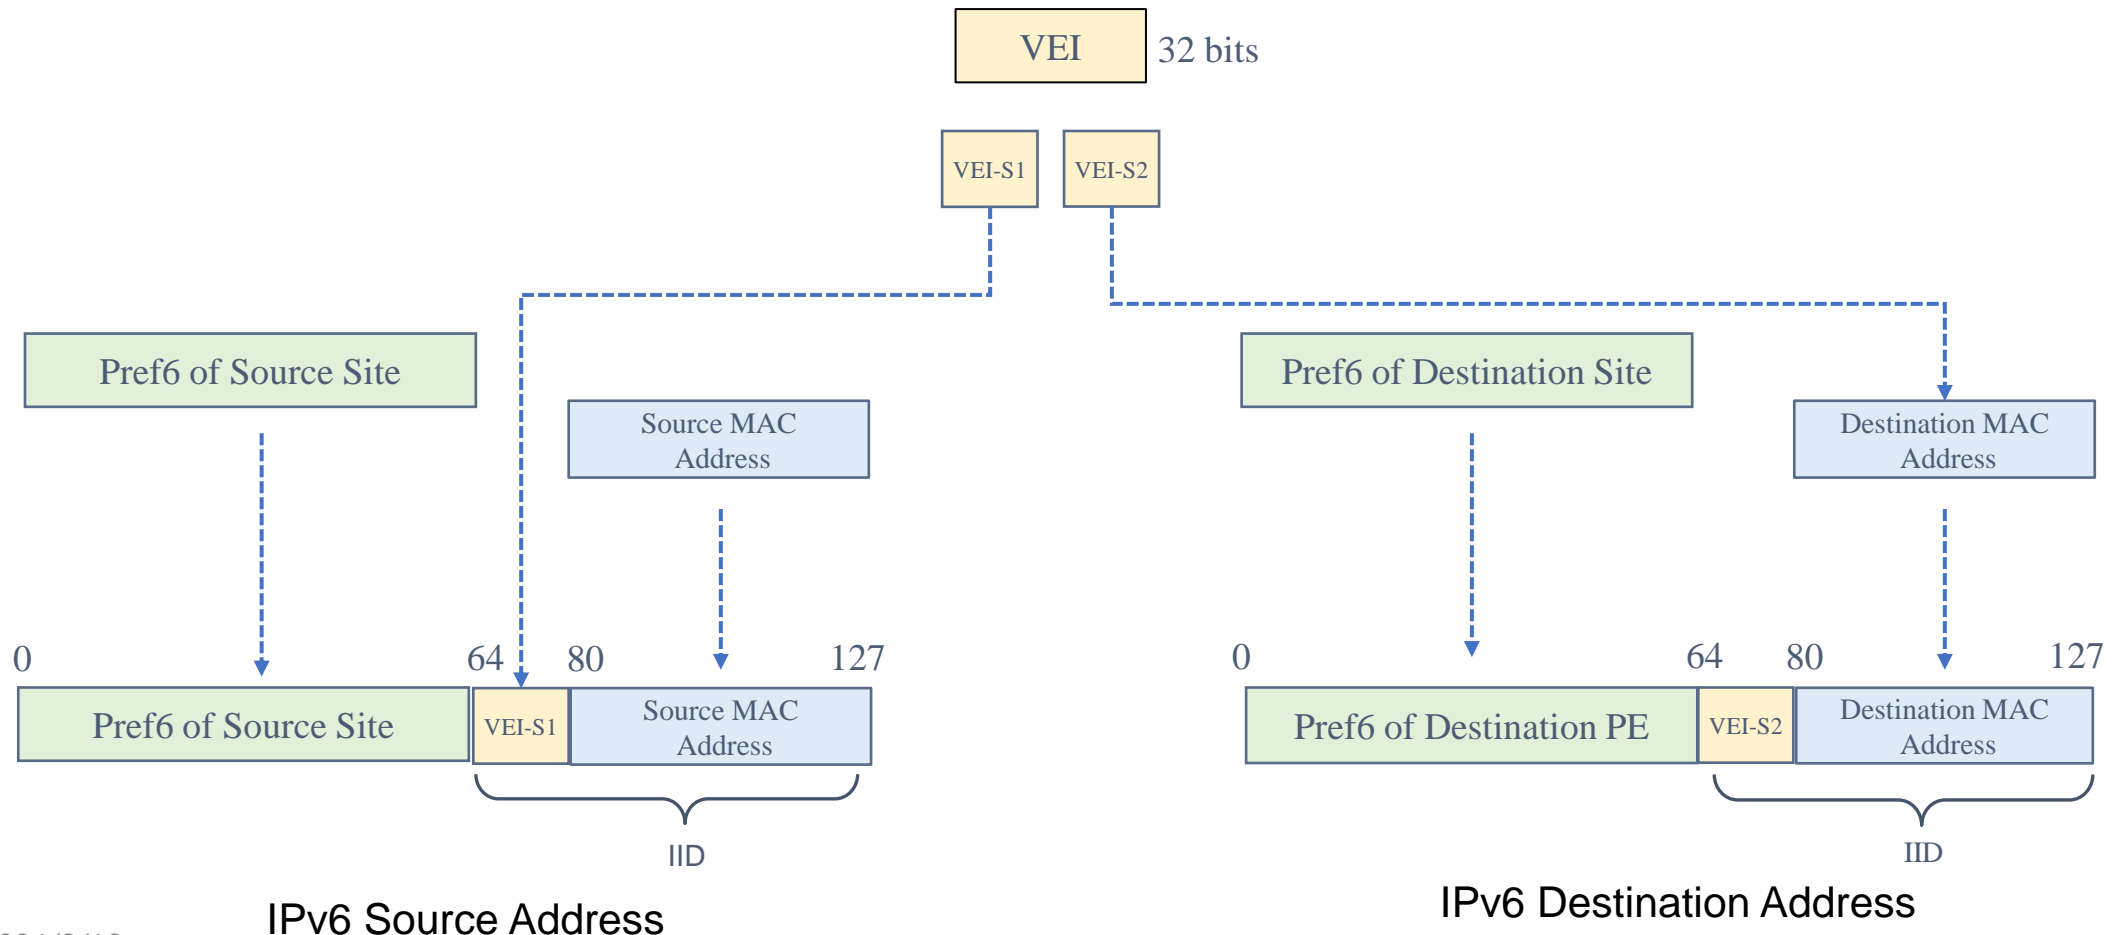 VEI
32 bits
VEI-S1
VEI-S2
Pref6 of Source Site
Pref6 of Destination Site
Source MAC
Address
Destination MAC
Address
0
64
80
127
0
64
80
127
Pref6 of Source Site
VEI-S1
Source MAC
Address
Pref6 of Destination PE
VEI-S2
Destination MAC
Address
IID
IID
IPv6 Source Address
IPv6 Destination Address